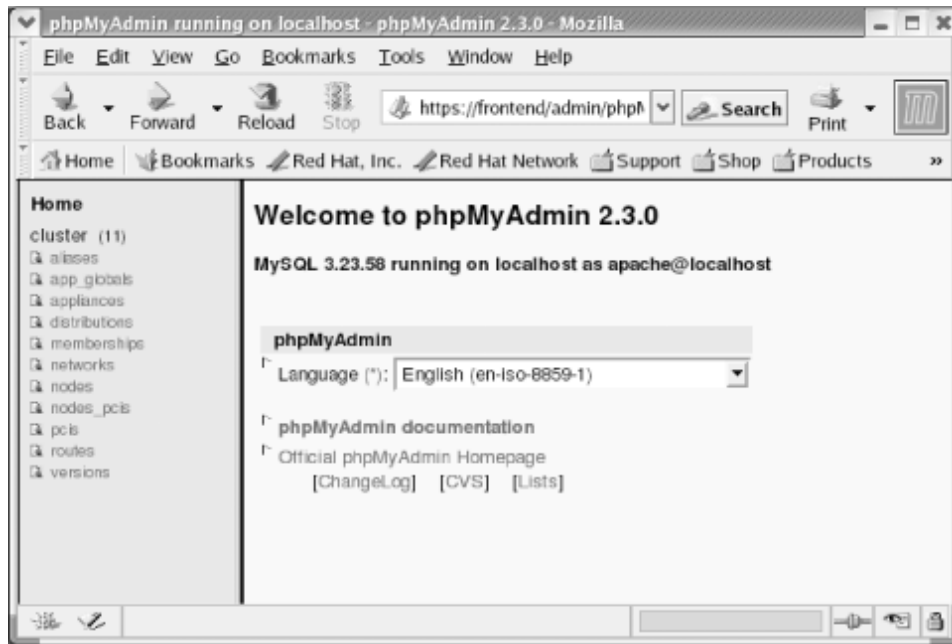 phpMyAdmin running on localhost - phpMyAdmin 2.3.0 - Mozilla
File Edit View Go Bookmarks Tools Window Help
Back Forward Reload Stop https://frontend/admin/phpM Search Print
Home Bookmarks Red Hat, Inc. Red Hat Network Support Shop Products »
Home
cluster (11)
aliases
app_globals
appliances
distributions
memberships
networks
nodes
nodes_pcis
pcis
routes
versions
Welcome to phpMyAdmin 2.3.0
MySQL 3.23.58 running on localhost as apache@localhost
phpMyAdmin
Language (*): English (en-iso-8859-1)
phpMyAdmin documentation
Official phpMyAdmin Homepage
[ChangeLog] [CVS] [Lists]